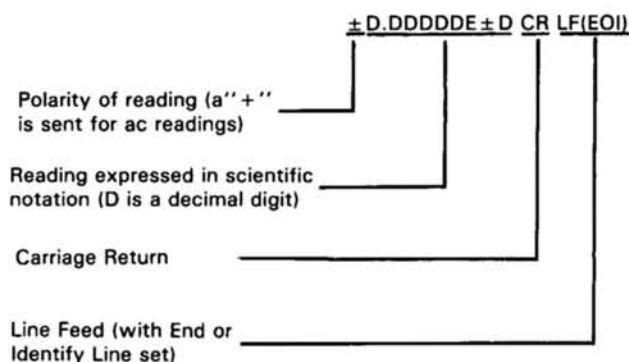 ±D.DDDDDE±D CR LF(EOI)
Polarity of reading (a''+''
is sent for ac readings)
Reading expressed in scientific
notation (D is a decimal digit)
Carriage Return
Line Feed (with End or
Identify Line set)